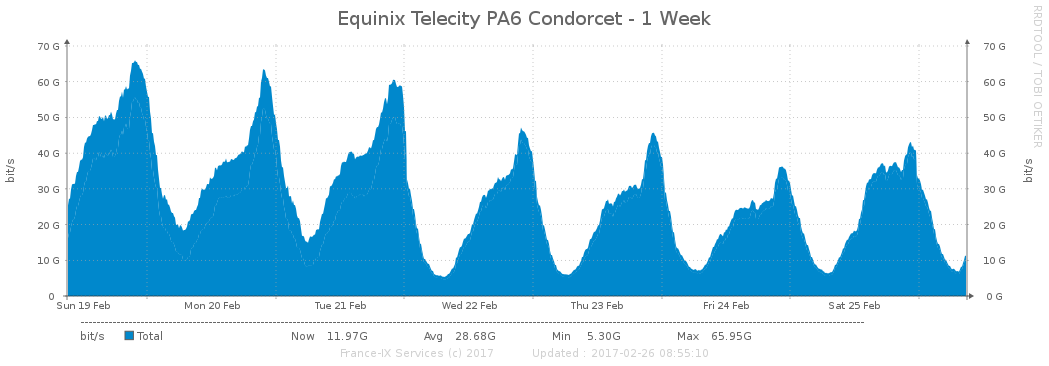 Equinix Telecity PA6 Condorcet - 1 Week
RRDTOOL / TOBI OETIKER
bit/s
70 G 70 G
60 G 60 G
50 G 50 G
40 G 40 G
30 G 30 G
20 G 20 G
10 G 10 G
0 0 G
bit/s
Sun 19 Feb Mon 20 Feb Tue 21 Feb Wed 22 Feb Thu 23 Feb Fri 24 Feb Sat 25 Feb
bit/s Total Now 11.97G Avg 28.68G Min 5.30G Max 65.95G
France-IX Services (c) 2017 Updated : 2017-02-26 08:55:10